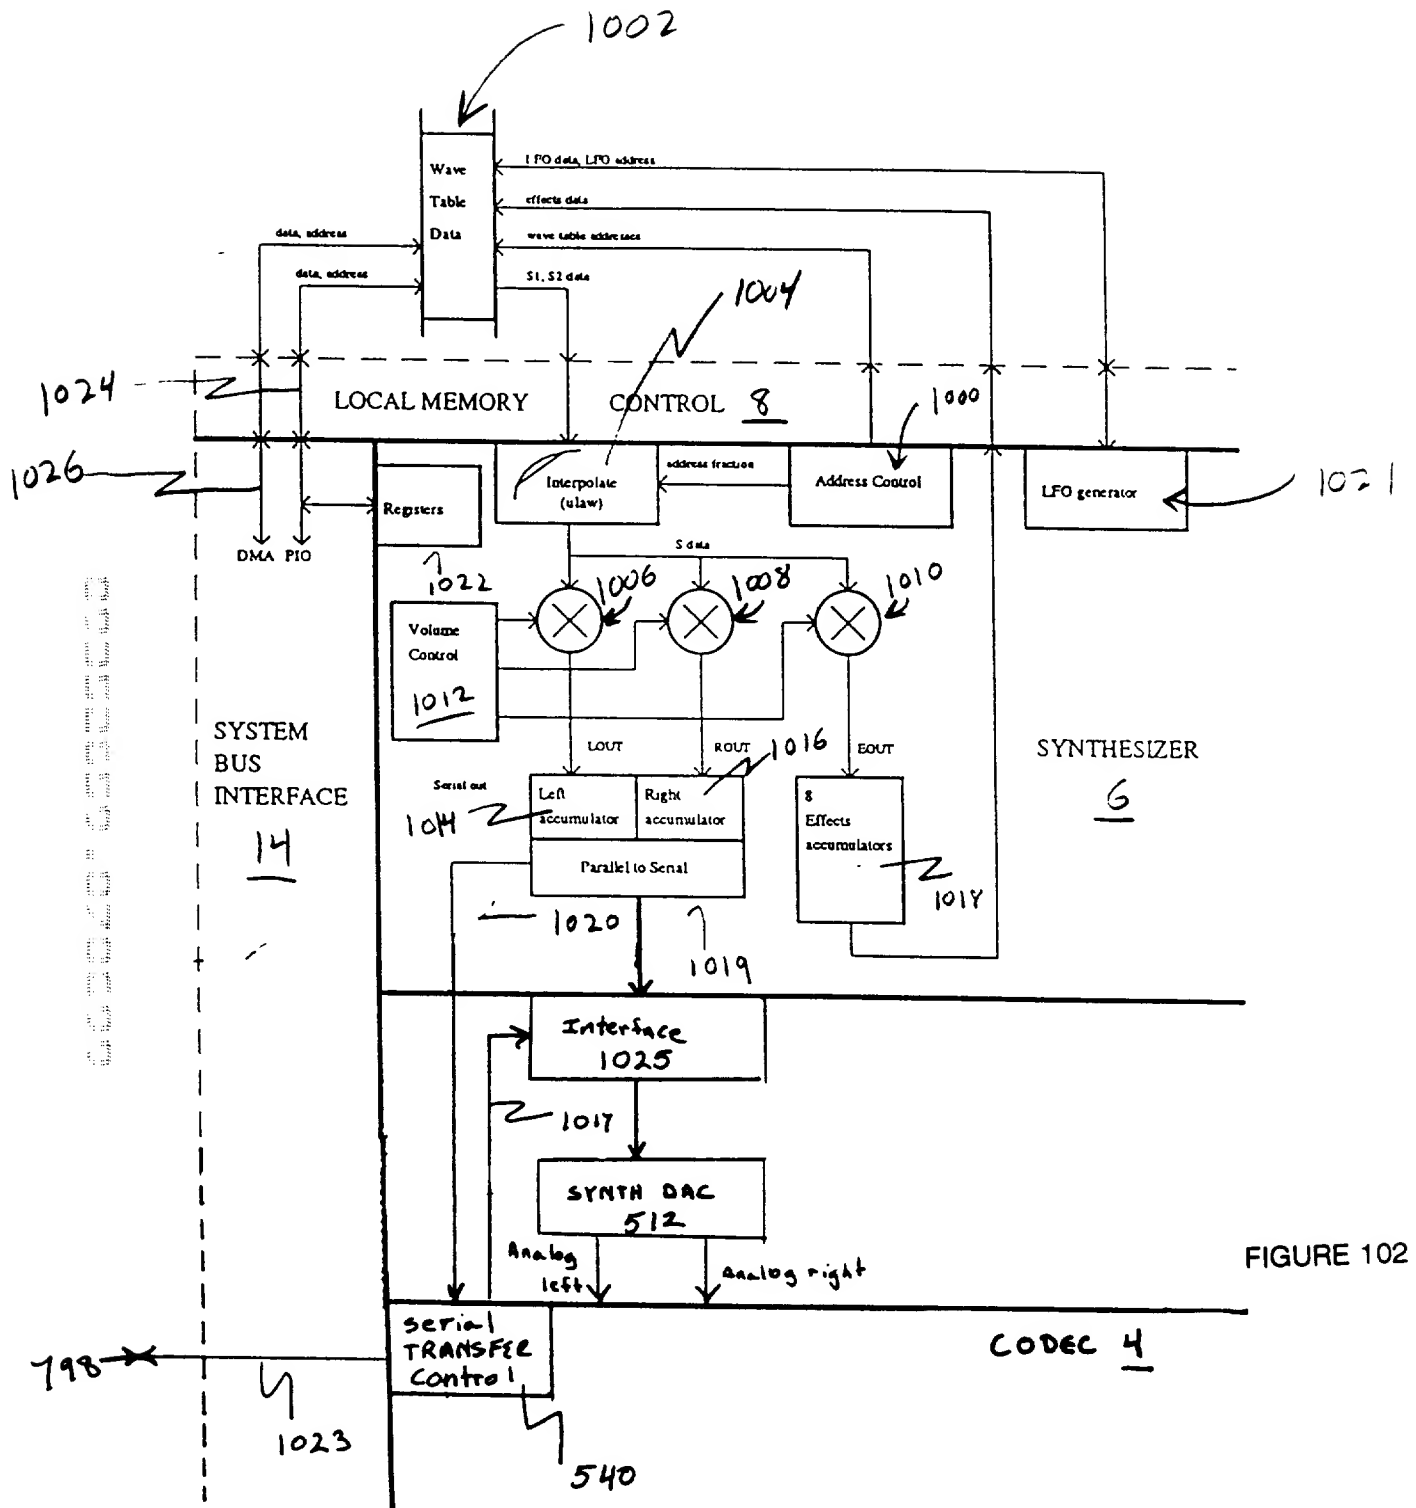 1002
Wave
Table
Data
LFO data, LFO address
effects data
wave table addresses
S1, S2 data
data, address
data, address
1004
1024
LOCAL MEMORY CONTROL 8
1000
1026
Registers
1022
Interpolate
(ulaw)
address fraction
Address Control
LFO generator
1021
DMA PIO
S data
1006
1008
1010
Volume
Control
1012
SYSTEM
BUS
INTERFACE
14
LOUT
ROUT
1016
EOUT
SYNTHESIZER
6
Serial out
1014
Left
accumulator
Right
accumulator
8
Effects
accumulators
Parallel to Serial
1020
1019
Interface
1025
SYNTH DAC
512
Analog
left
Analog right
FIGURE 102
Serial
TRANSFER
Control
CODEC 4
798
1023
540